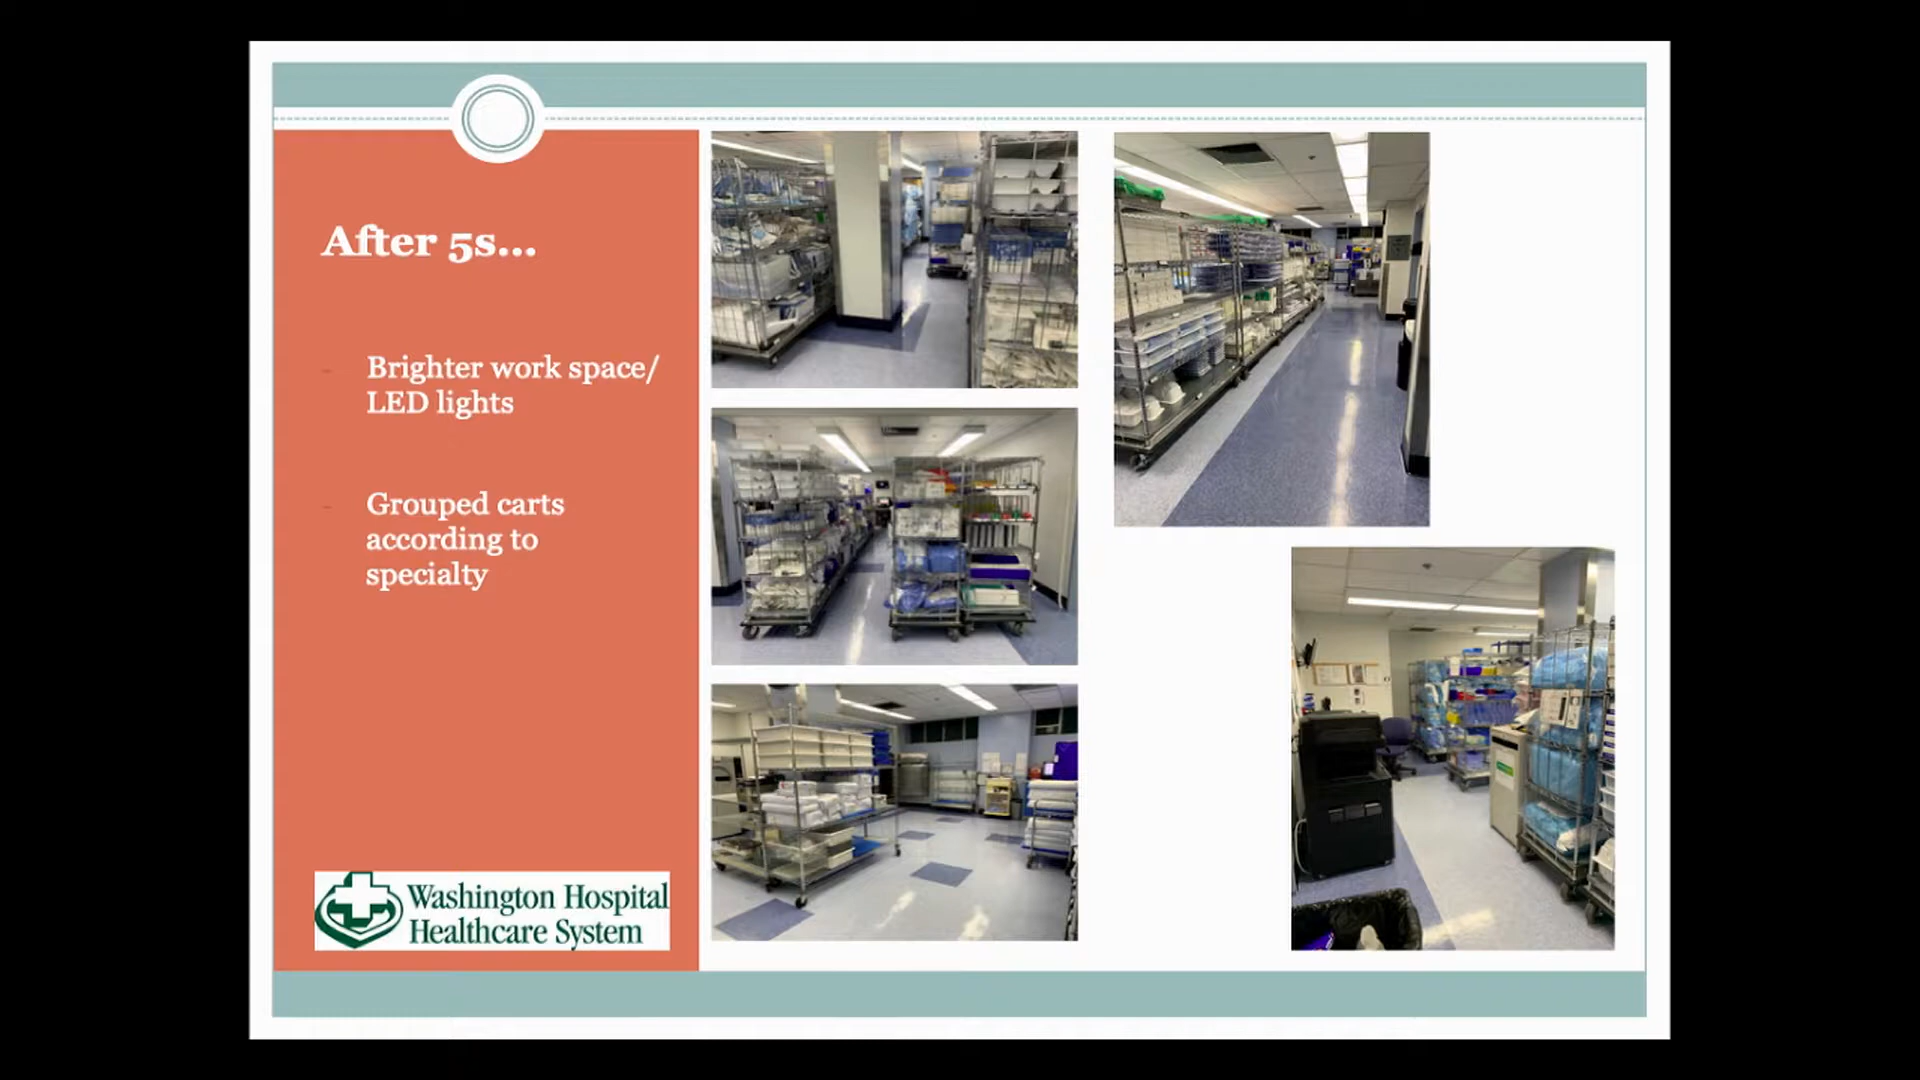 After 5s...
- Brighter work space/
LED lights
- Grouped carts
according to
specialty
Washington Hospital
Healthcare System